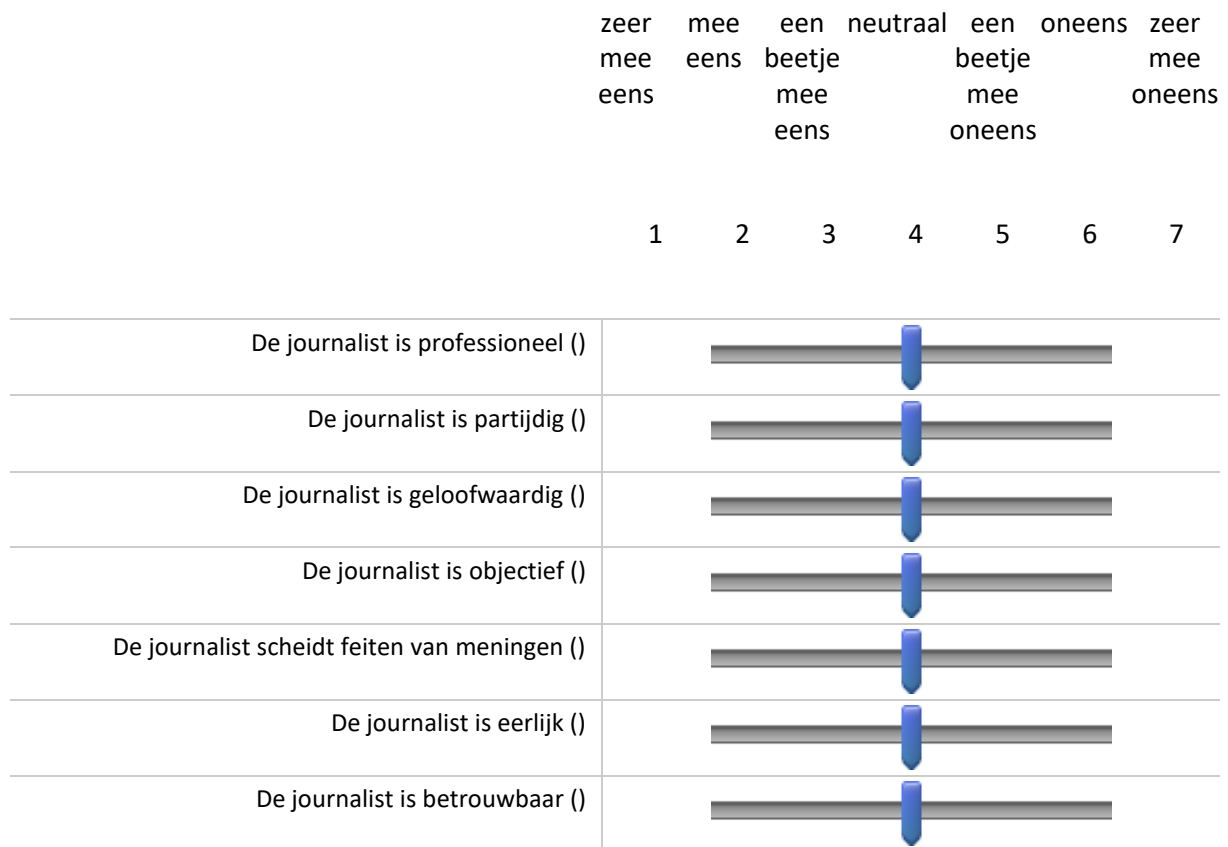 zeer mee een neutraal een oneens zeer
mee eens beetje beetje mee
eens mee mee oneens
eens oneens
1 2 3 4 5 6 7
De journalist is professioneel ()
De journalist is partijdig ()
De journalist is geloofwaardig ()
De journalist is objectief ()
De journalist scheidt feiten van meningen ()
De journalist is eerlijk ()
De journalist is betrouwbaar ()